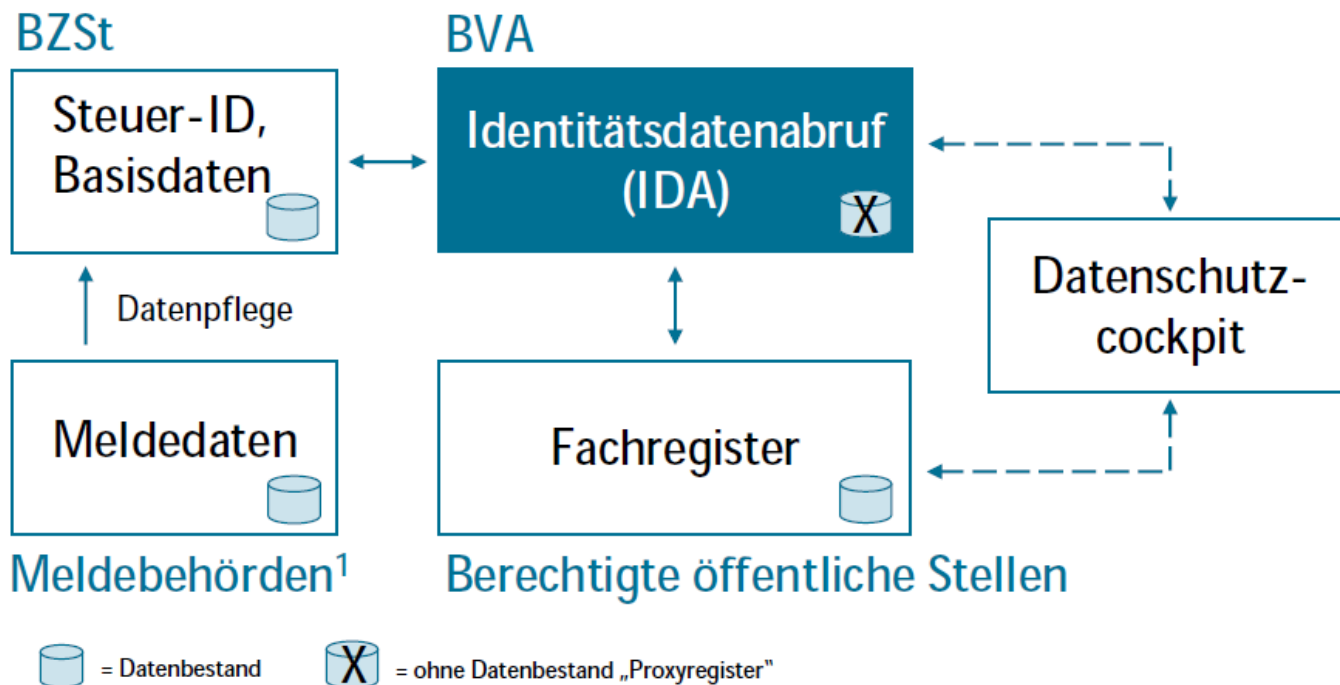 BZSt
BVA
Steuer-ID,
Basisdaten
Identitätsdatenabruf
(IDA)
X
Datenpflege
Datenschutz-
cockpit
Meldedaten
Fachregister
Meldebehörden¹
Berechtigte öffentliche Stellen
= Datenbestand
X
= ohne Datenbestand „Proxyregister“